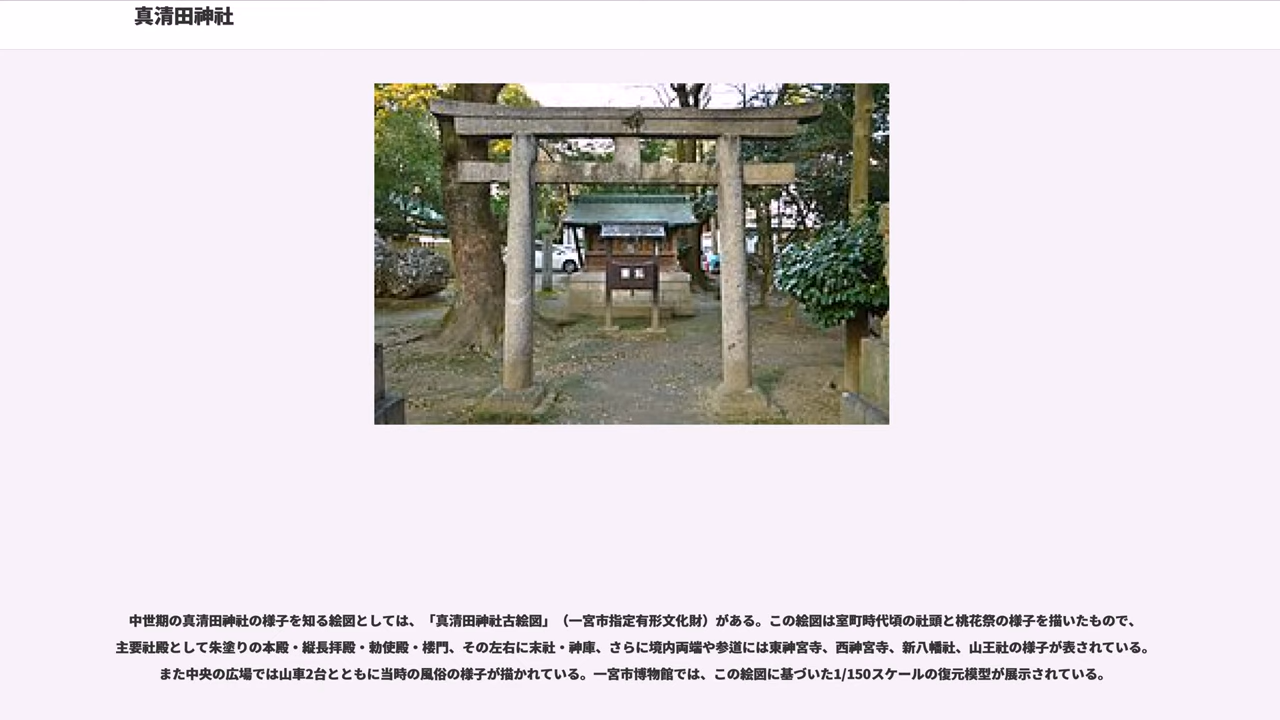 真清田神社
中世期の真清田神社の様子を知る絵図としては、「真清田神社古絵図」（一宮市指定有形文化財）がある。この絵図は室町時代頃の社頭と桃花祭の様子を描いたもので、
主要社殿として朱塗りの本殿・縦長拝殿・勅使殿・楼門、その左右に末社・神庫、さらに境内両端や参道には東神宮寺、西神宮寺、新八幡社、山王社の様子が表されている。
また中央の広場では山車2台とともに当時の風俗の様子が描かれている。一宮市博物館では、この絵図に基づいた1/150スケールの復元模型が展示されている。